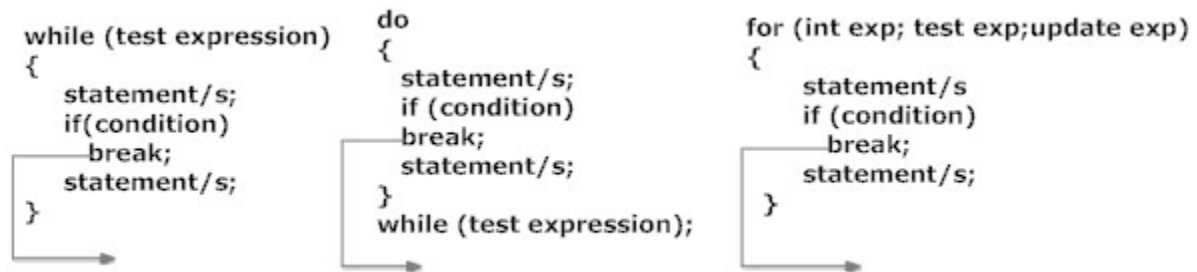 while (test expression)
{
statement/s;
if(condition)
break;
statement/s;
}
do
{
statement/s;
if (condition)
break;
statement/s;
}
while (test expression);
for (int exp; test exp;update exp)
{
statement/s
if (condition)
break;
statement/s;
}